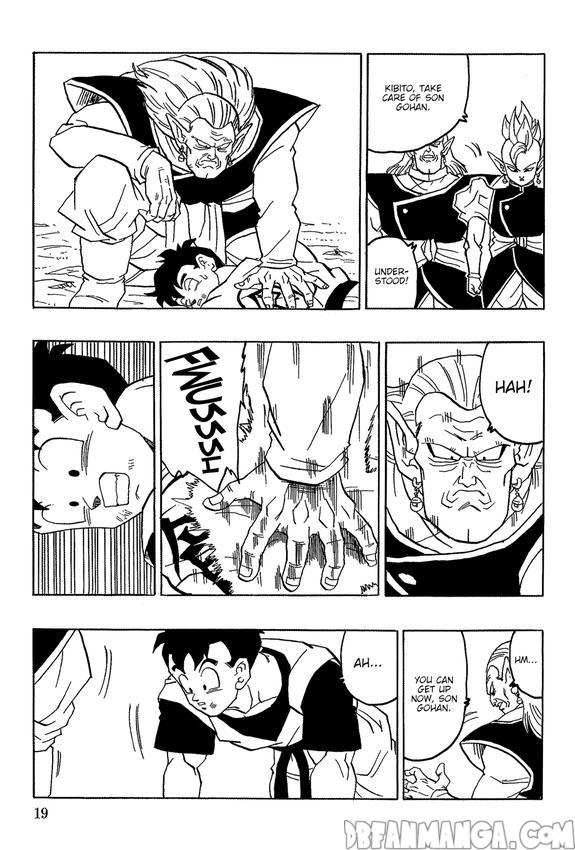 KIBITO, TAKE
CARE OF SON
GOHAN.
UNDER-
STOOD!
HAH!
FWUSSSH
HM...
YOU CAN
GET UP
NOW, SON
GOHAN.
AH...
19
DBFANMANGA.COM